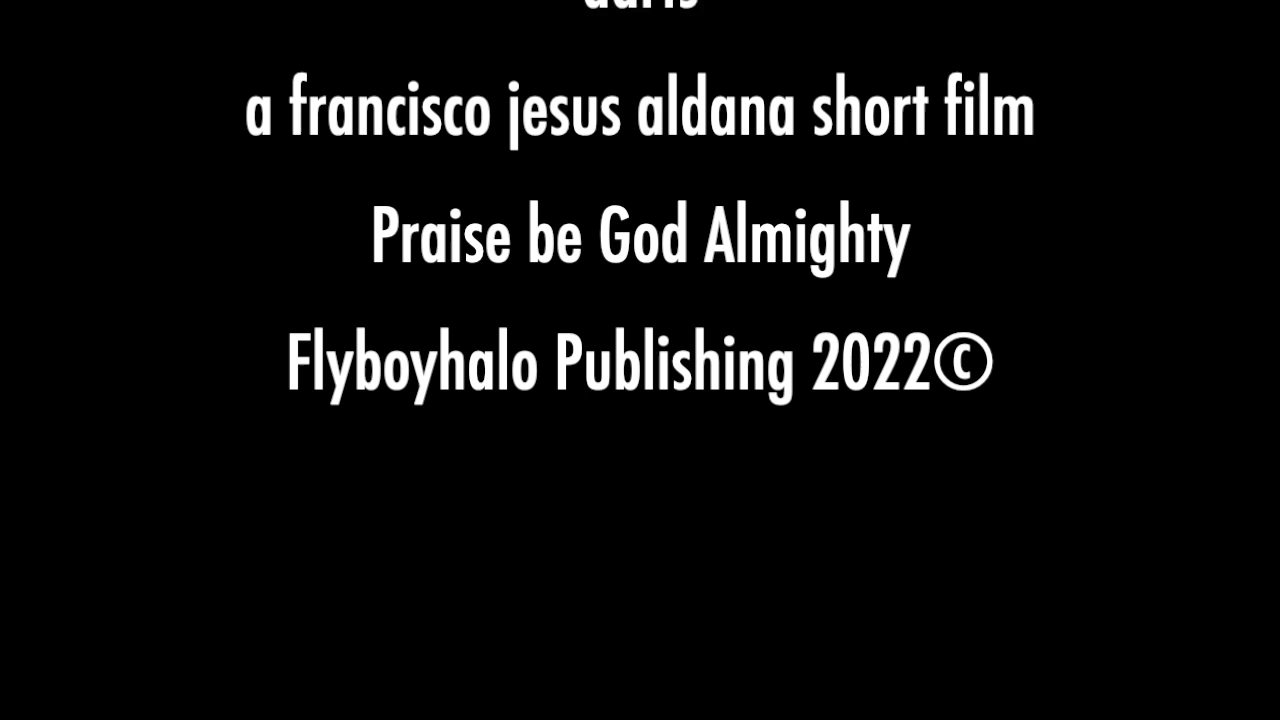 a francisco jesus aldana short film
Praise be God Almighty
Flyboyhalo Publishing 2022©